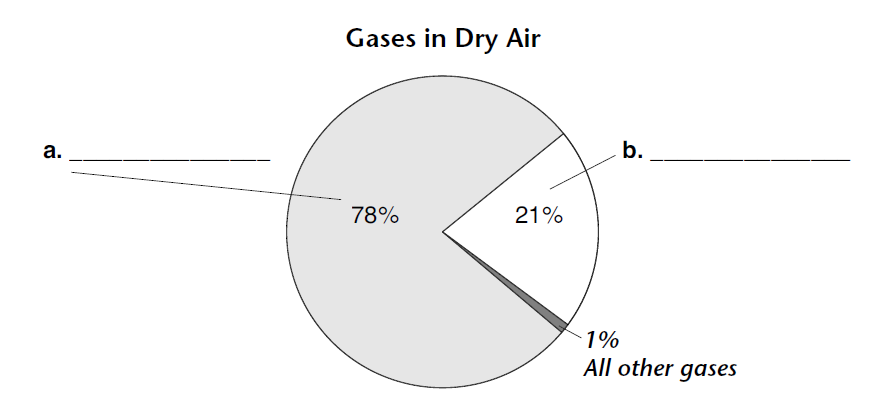 Gases in Dry Air
a. _______________
b. _______________
78%
21%
1%
All other gases